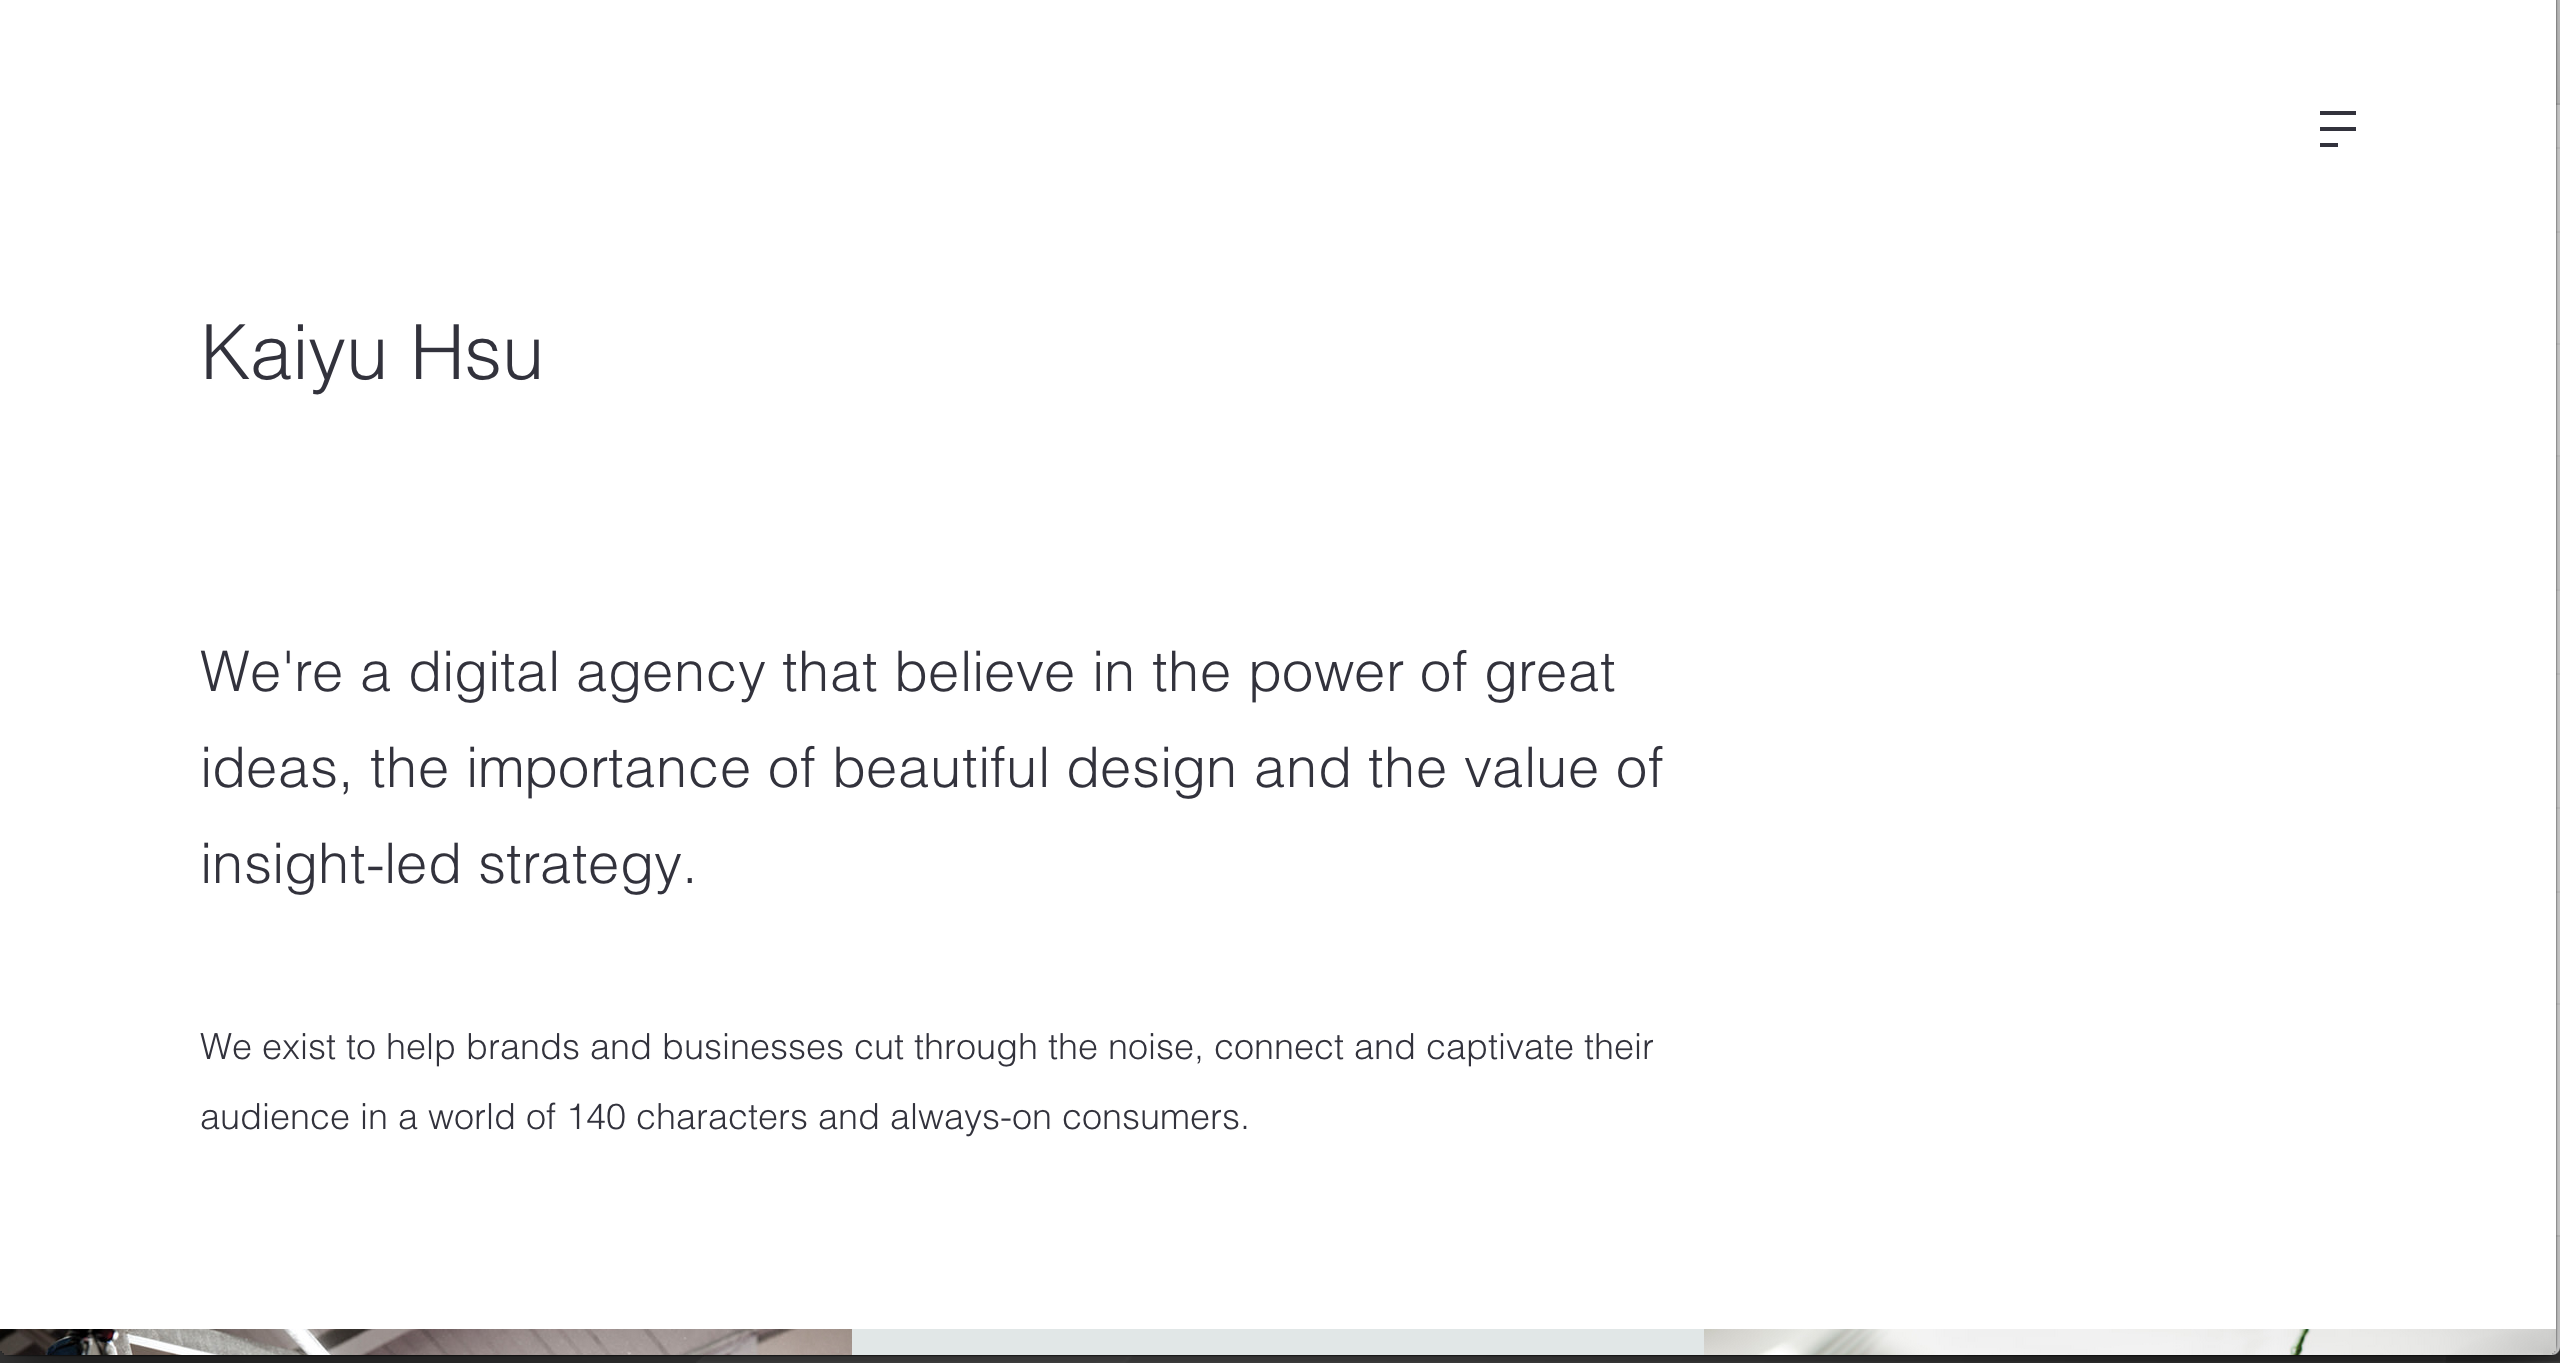 Kaiyu Hsu
We're a digital agency that believe in the power of great
ideas, the importance of beautiful design and the value of
insight-led strategy.
We exist to help brands and businesses cut through the noise, connect and captivate their
audience in a world of 140 characters and always-on consumers.